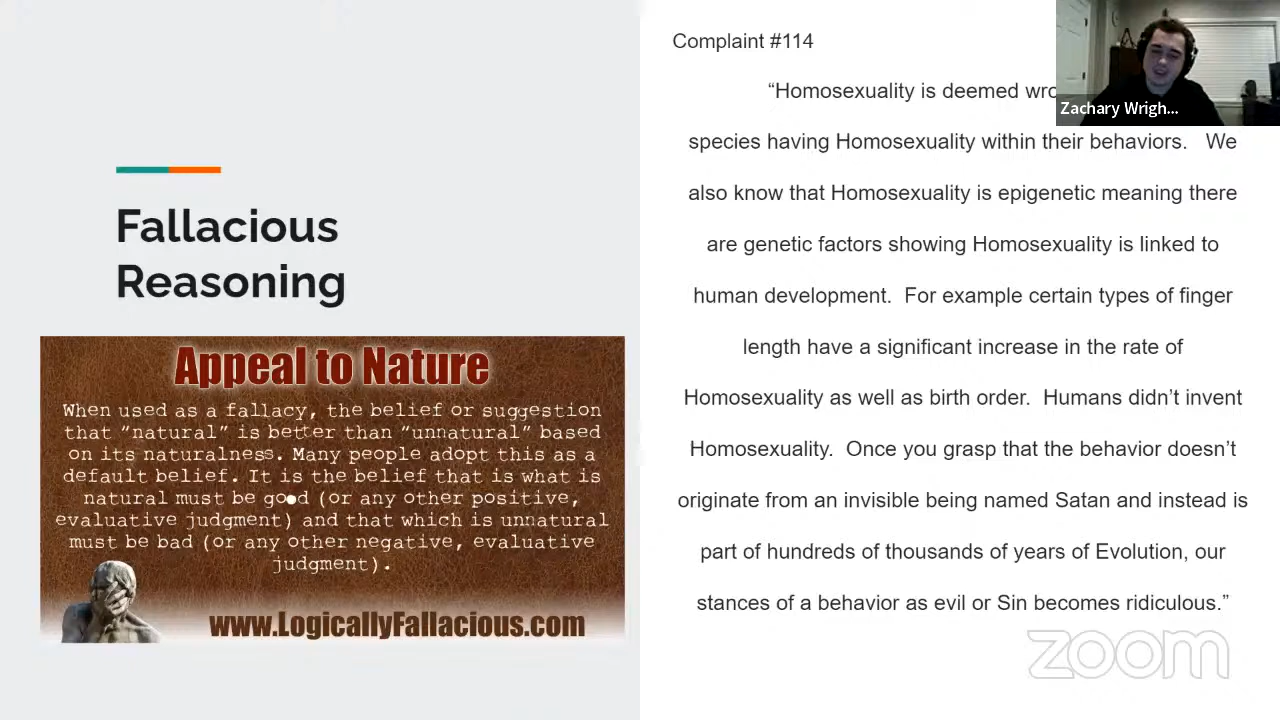 Fallacious
Reasoning
Appeal to Nature
When used as a fallacy, the belief or suggestion
that "natural" is better than "unnatural" based
on its naturalness. Many people adopt this as a
default belief. It is the belief that is what is
natural must be good (or any other positive,
evaluative judgment) and that which is unnatural
must be bad (or any other negative, evaluative
judgment).
www.LogicallyFallacious.com
Complaint #114
“Homosexuality is deemed
species having Homosexuality within their behaviors. We
also know that Homosexuality is epigenetic meaning there
are genetic factors showing Homosexuality is linked to
human development. For example certain types of finger
length have a significant increase in the rate of
Homosexuality as well as birth order. Humans didn’t invent
Homosexuality. Once you grasp that the behavior doesn’t
originate from an invisible being named Satan and instead is
part of hundreds of thousands of years of Evolution, our
stances of a behavior as evil or Sin becomes ridiculous.”
Zachary Wrigh...
zoom